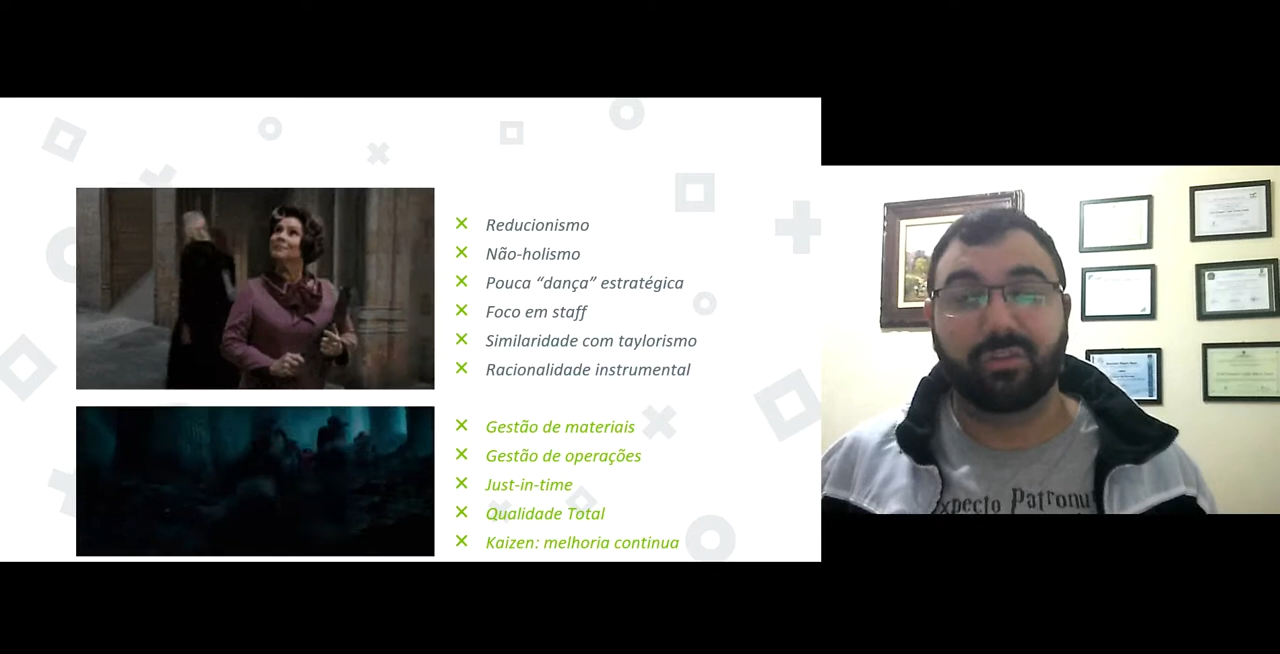 Reducionismo
Não-holismo
Pouca “dança” estratégica
Foco em staff
Similaridade com taylorismo
Racionalidade instrumental
Gestão de materiais
Gestão de operações
Just-in-time
Qualidade Total
Kaizen: melhoria continua
xpecto Patronu